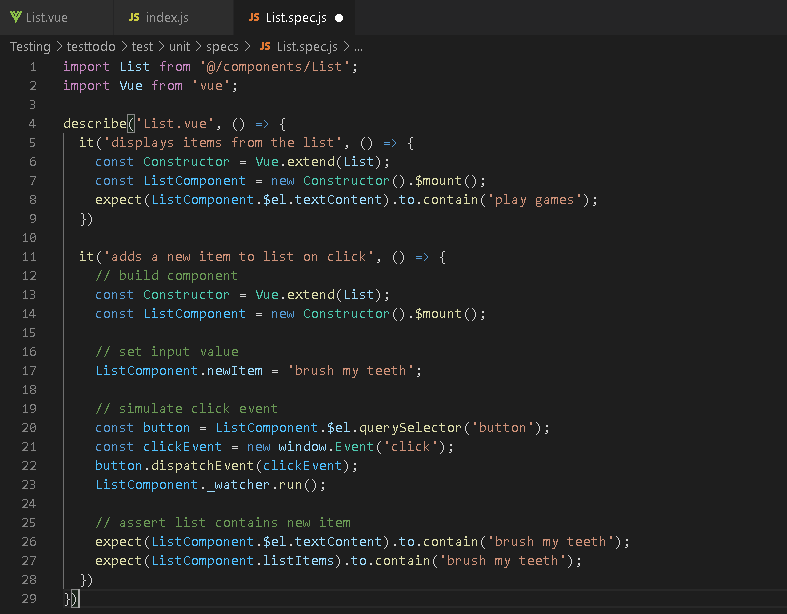 List.vue JS index.js JS List.spec.js
Testing > testtodo > test > unit > specs > JS List.spec.js > ...
1 import List from '@/components/List';
2 import Vue from 'vue';
3
4 describe('List.vue', () => {
5 it('displays items from the list', () => {
6 const Constructor = Vue.extend(List);
7 const ListComponent = new Constructor().$mount();
8 expect(ListComponent.$el.textContent).to.contain('play games');
9 })
10
11 it('adds a new item to list on click', () => {
12 // build component
13 const Constructor = Vue.extend(List);
14 const ListComponent = new Constructor().$mount();
15
16 // set input value
17 ListComponent.newItem = 'brush my teeth';
18
19 // simulate click event
20 const button = ListComponent.$el.querySelector('button');
21 const clickEvent = new window.Event('click');
22 button.dispatchEvent(clickEvent);
23 ListComponent._watcher.run();
24
25 // assert list contains new item
26 expect(ListComponent.$el.textContent).to.contain('brush my teeth');
27 expect(ListComponent.listItems).to.contain('brush my teeth');
28 })
29 })